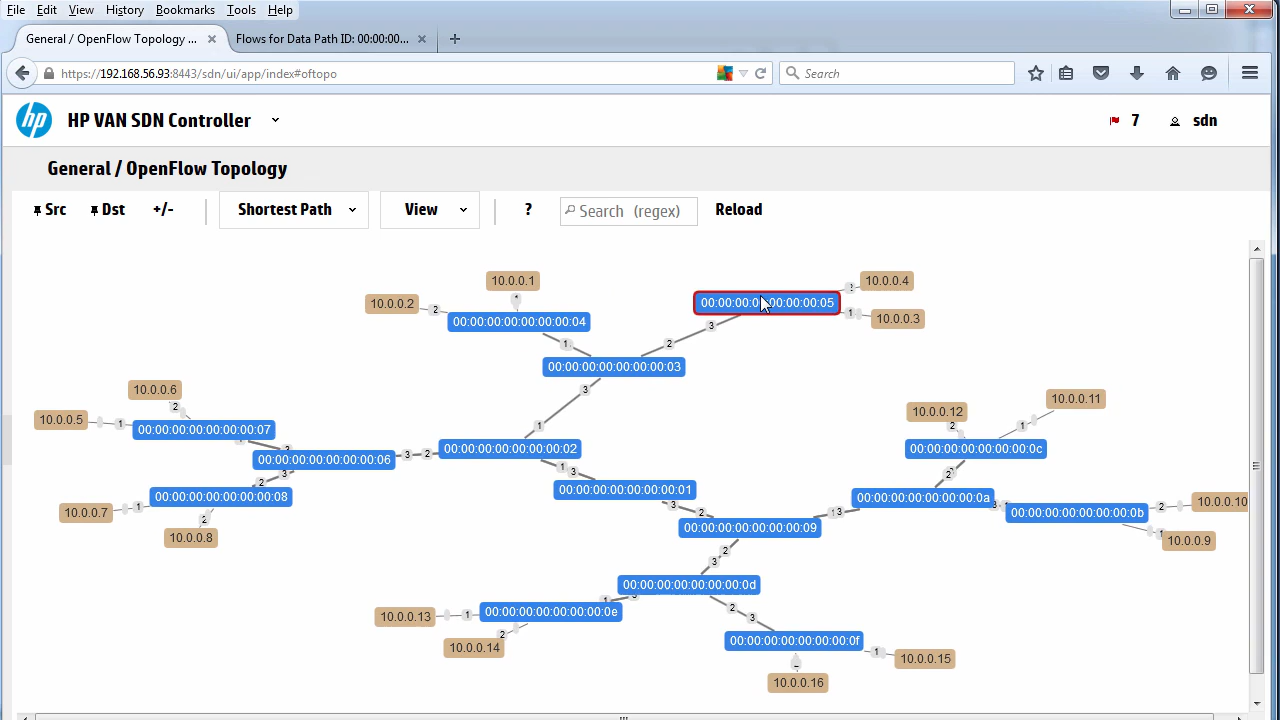 File Edit View History Bookmarks Tools Help
General / OpenFlow Topology ... Flows for Data Path ID: 00:00:00...
https://192.168.56.93:8443/sdn/ui/app/index#oftopo Search
hp HP VAN SDN Controller 7 sdn
General / OpenFlow Topology
Src Dst +/- Shortest Path View ? Search (regex) Reload
10.0.0.1 10.0.0.4
10.0.0.2 2 1 00:00:00:0 00:00:00:05
00:00:00:00:00:00:00:04 3 1 10.0.0.3
1 2
00:00:00:00:00:00:00:03
10.0.0.6 3
10.0.0.5 1 2 1 10.0.0.12 10.0.0.11
00:00:00:00:00:00:00:07 2 1
00:00:00:00:00:00:00:06 3 2 00:00:00:00:00:00:00:02 00:00:00:00:00:00:00:0c
2 3 1 3 2
00:00:00:00:00:00:00:08 00:00:00:00:00:00:00:01 00:00:00:00:00:00:00:0a
10.0.0.7 1 3 2 3 2 10.0.0.10
2 00:00:00:00:00:00:00:09 00:00:00:00:00:00:00:0b
10.0.0.8 2 1 10.0.0.9
3
00:00:00:00:00:00:00:0d
10.0.0.13 1 00:00:00:00:00:00:00:0e 1 2
2 3
10.0.0.14 00:00:00:00:00:00:00:0f 1 10.0.0.15
10.0.0.16